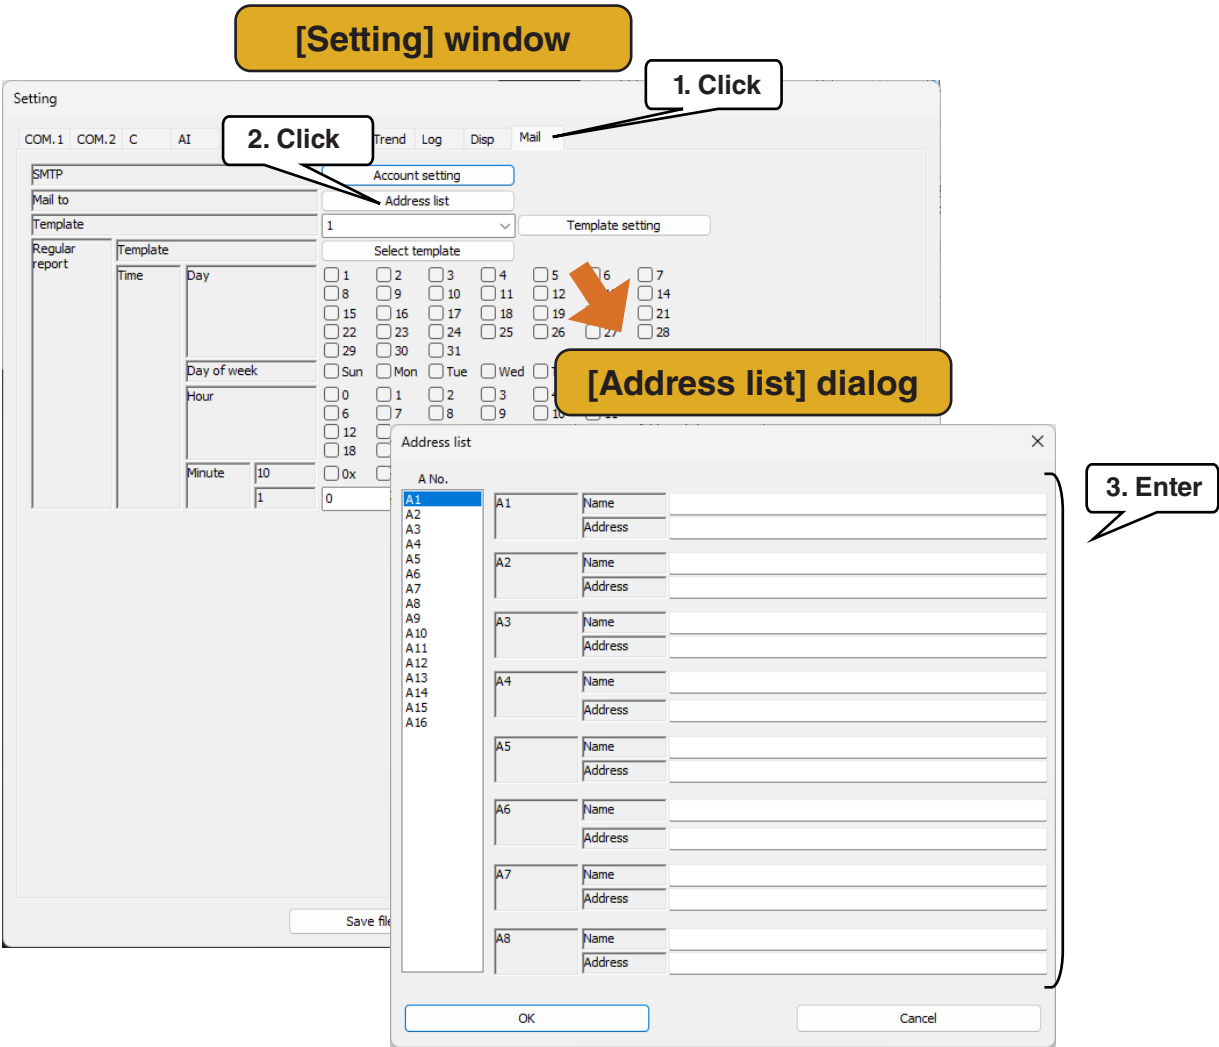 [Setting] window
1. Click
Setting
COM.1 COM.2 C AI Trend Log Disp Mail
2. Click
SMTP Account setting
Mail to Address list
Template 1 Template setting
Regular report Template Select template
Time Day 1 2 3 4 5 6 7
8 9 10 11 12 14
15 16 17 18 19 21
22 23 24 25 26 27 28
29 30 31
[Address list] dialog
Day of week Sun Mon Tue Wed
Hour 0 1 2 3
6 7 8 9 10
12
18
Minute 10 0x
1 0
Save file
Address list
A No.
A1
A2
A3
A4
A5
A6
A7
A8
A9
A10
A11
A12
A13
A14
A15
A16
A1 Name
Address
A2 Name
Address
A3 Name
Address
A4 Name
Address
A5 Name
Address
A6 Name
Address
A7 Name
Address
A8 Name
Address
3. Enter
OK Cancel